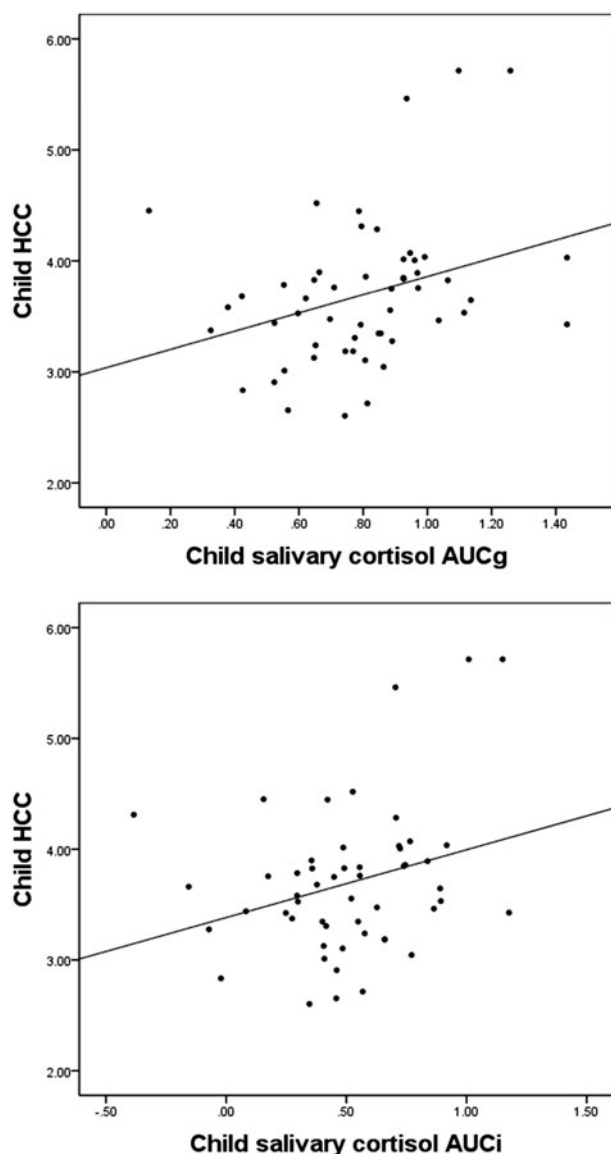 6.00
5.00
4.00
3.00
2.00
Child HCC
.00 .20 .40 .60 .80 1.00 1.20 1.40
Child salivary cortisol AUCg
6.00
5.00
4.00
3.00
2.00
Child HCC
-.50 .00 .50 1.00 1.50
Child salivary cortisol AUCi